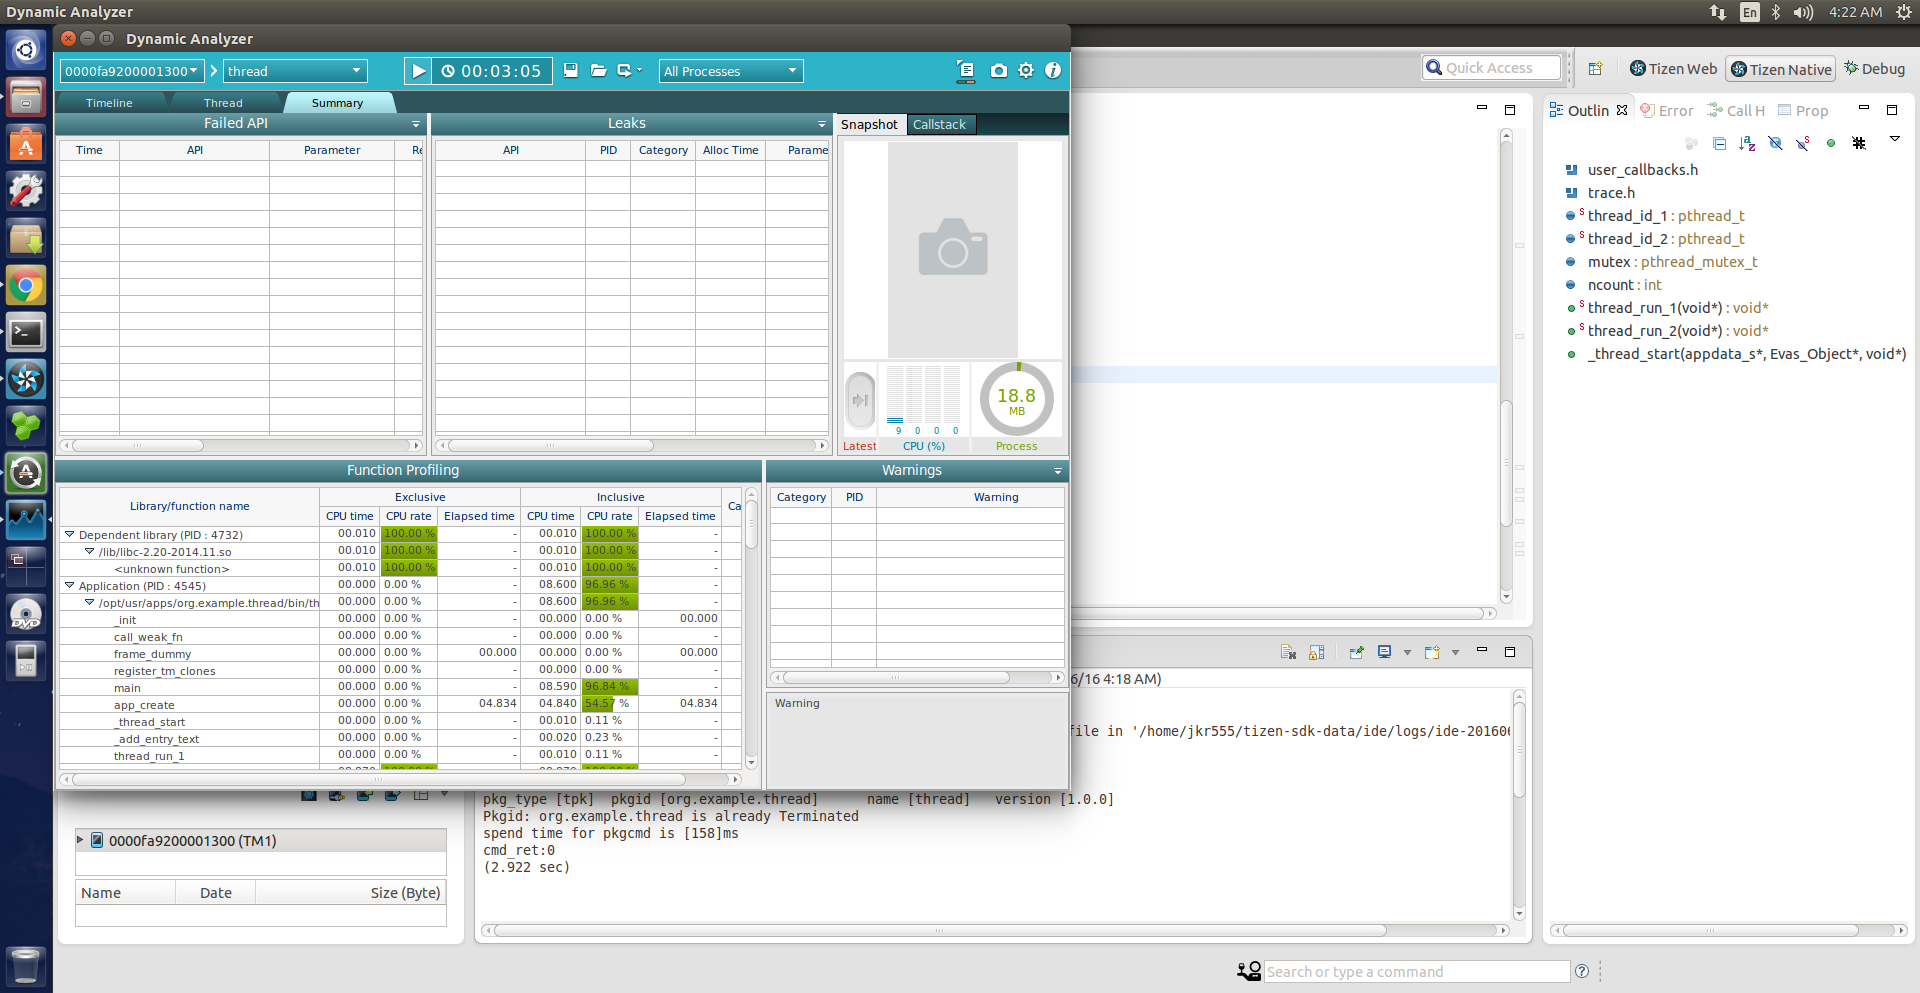 Dynamic Analyzer
En
4:22 AM
Dynamic Analyzer
0000fa9200001300
thread
00:03:05
All Processes
Quick Access
Tizen Web
Tizen Native
Debug
Timeline
Thread
Summary
Failed API
Leaks
Snapshot
Callstack
Time
API
Parameter
Re
API
PID
Category
Alloc Time
Parame
9 0 0 0
18.8
MB
Latest
CPU (%)
Process
Outlin
Error
Call H
Prop
user_callbacks.h
trace.h
thread_id_1 : pthread_t
thread_id_2 : pthread_t
mutex : pthread_mutex_t
ncount : int
thread_run_1(void*) : void*
thread_run_2(void*) : void*
_thread_start(appdata_s*, Evas_Object*, void*)
Function Profiling
Library/function name
Exclusive
Inclusive
Ca
CPU time
CPU rate
Elapsed time
CPU time
CPU rate
Elapsed time
Dependent library (PID : 4732) 00.010 100.00 % - 00.010 100.00 % -
/lib/libc-2.20-2014.11.so 00.010 100.00 % - 00.010 100.00 % -
<unknown function> 00.010 100.00 % - 00.010 100.00 % -
Application (PID : 4545) 00.000 0.00 % - 08.600 96.96 % -
/opt/usr/apps/org.example.thread/bin/th 00.000 0.00 % - 08.600 96.96 % -
_init 00.000 0.00 % - 00.000 0.00 % 00.000
call_weak_fn 00.000 0.00 % - 00.000 0.00 % -
frame_dummy 00.000 0.00 % 00.000 00.000 0.00 % 00.000
register_tm_clones 00.000 0.00 % - 00.000 0.00 % -
main 00.000 0.00 % - 08.590 96.84 % -
app_create 00.000 0.00 % 04.834 04.840 54.57 % 04.834
_thread_start 00.000 0.00 % - 00.010 0.11 % -
_add_entry_text 00.000 0.00 % - 00.020 0.23 % -
thread_run_1 00.000 0.00 % - 00.010 0.11 % -
Warnings
Category
PID
Warning
Warning
6/16 4:18 AM)
file in '/home/jkr555/tizen-sdk-data/ide/logs/ide-20160
pkg_type [tpk] pkgid [org.example.thread] name [thread] version [1.0.0]
Pkgid: org.example.thread is already Terminated
spend time for pkgcmd is [158]ms
cmd_ret:0
(2.922 sec)
0000fa9200001300 (TM1)
Name
Date
Size (Byte)
Search or type a command